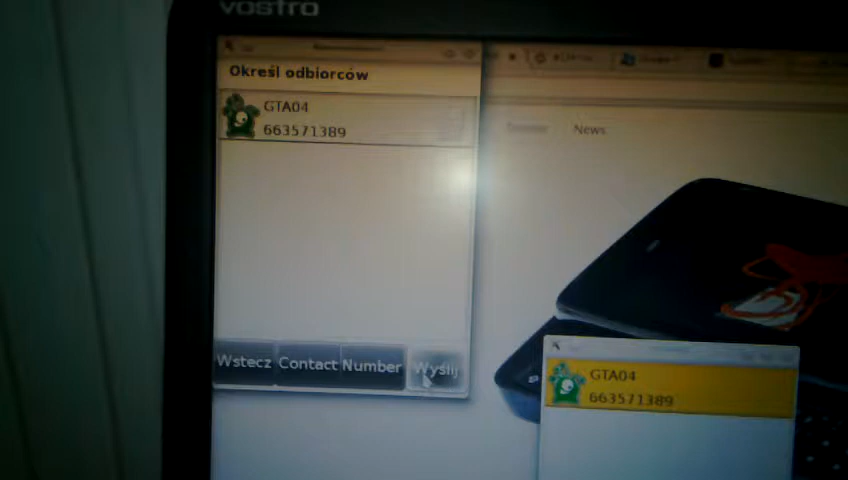 vostro
Określ odbiorców
GTA04
663571389
News
Wstecz Contact Number Wyślij
GTA04
663571389